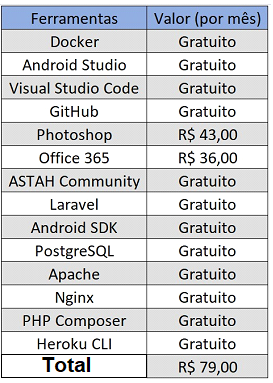 Ferramentas Valor (por mês)
Docker Gratuito
Android Studio Gratuito
Visual Studio Code Gratuito
GitHub Gratuito
Photoshop R$ 43,00
Office 365 R$ 36,00
ASTAH Community Gratuito
Laravel Gratuito
Android SDK Gratuito
PostgreSQL Gratuito
Apache Gratuito
Nginx Gratuito
PHP Composer Gratuito
Heroku CLI Gratuito
Total R$ 79,00